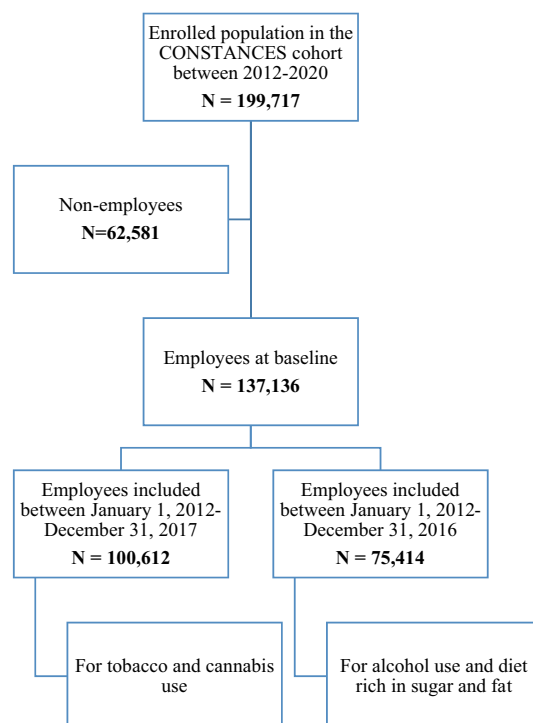 Enrolled population in the
CONSTANCES cohort
between 2012-2020
N = 199,717
Non-employees
N=62,581
Employees at baseline
N = 137,136
Employees included
between January 1, 2012-
December 31, 2017
N = 100,612
Employees included
between January 1, 2012-
December 31, 2016
N = 75,414
For tobacco and cannabis
use
For alcohol use and diet
rich in sugar and fat